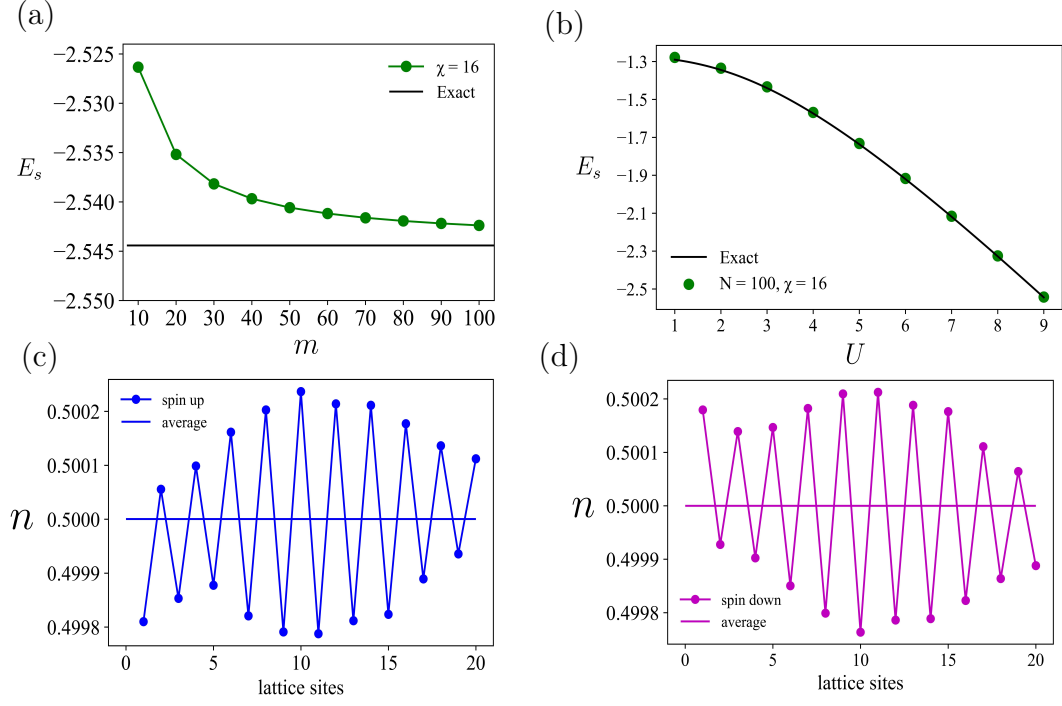 (a)
−2.525
−2.530
−2.535
−2.540
−2.545
−2.550
E_s
χ = 16
Exact
10 20 30 40 50 60 70 80 90 100
m
(b)
−1.3
−1.5
−1.7
−1.9
−2.1
−2.3
−2.5
E_s
Exact
N = 100, χ = 16
1 2 3 4 5 6 7 8 9
U
(c)
0.5002
0.5001
0.5000
0.4999
0.4998
n
spin up
average
0 5 10 15 20
lattice sites
(d)
0.5002
0.5001
0.5000
0.4999
0.4998
n
spin down
average
0 5 10 15 20
lattice sites